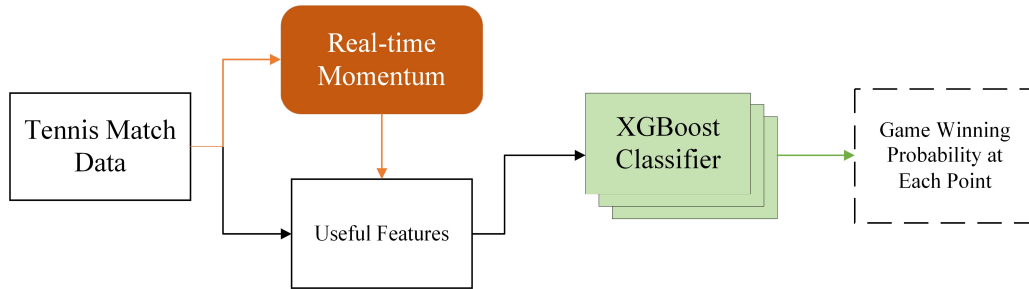 Tennis Match
Data
Real-time
Momentum
Useful Features
XGBoost
Classifier
Game Winning
Probability at
Each Point